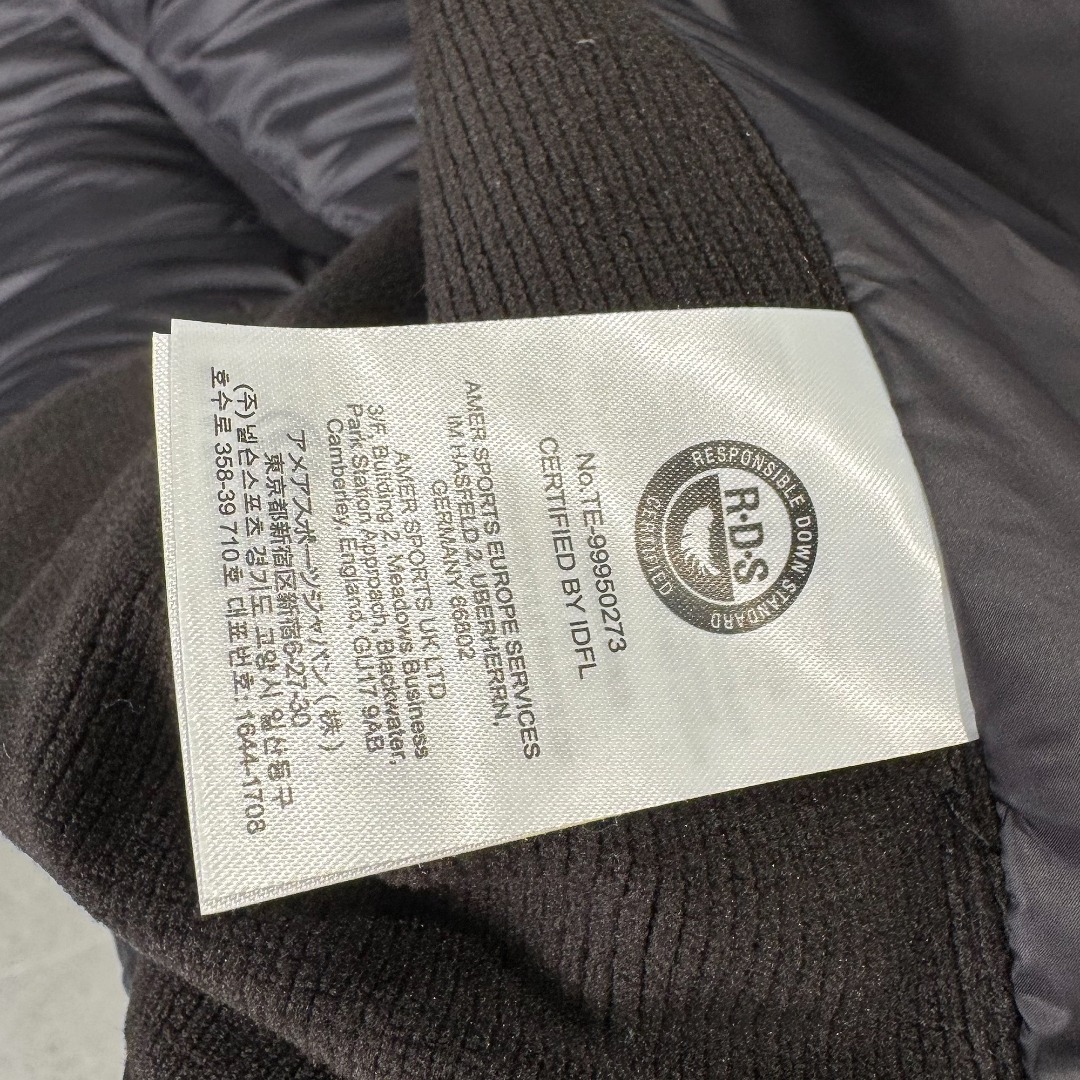 RESPONSIBLE DOWN STANDARD
R·D·S
CERTIFIED
No.TE-99950273
CERTIFIED BY IDFL
AMER SPORTS EUROPE SERVICES
IM HASFELD 2, UBERHERRN,
GERMANY 66802
AMER SPORTS UK LTD
3/F, Building 2, Meadows Business
Park Station Approach, Blackwater,
Camberley, England, GU17 9AB
アメアスポーツジャパン(株)
東京都新宿区新宿6-27-30
(주)넬슨스포츠 경기도 고양시 일산동구
호수로 358-39 710호 대표번호: 1644-1708